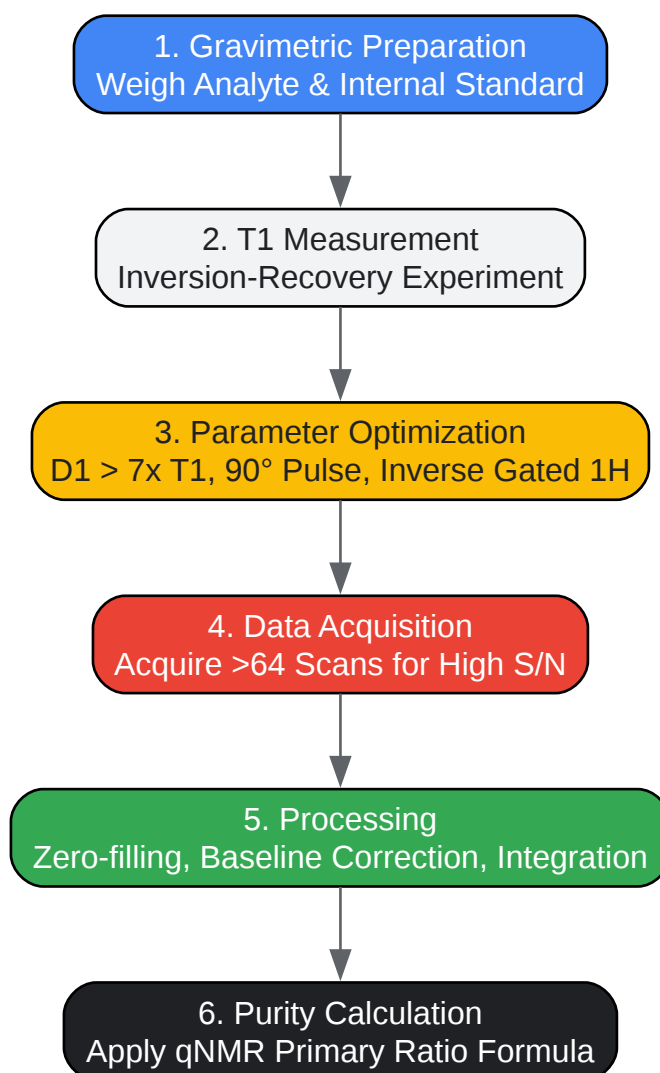 1. Gravimetric Preparation
Weigh Analyte & Internal Standard
2. T1 Measurement
Inversion-Recovery Experiment
3. Parameter Optimization
D1 > 7x T1, 90° Pulse, Inverse Gated 1H
4. Data Acquisition
Acquire >64 Scans for High S/N
5. Processing
Zero-filling, Baseline Correction, Integration
6. Purity Calculation
Apply qNMR Primary Ratio Formula